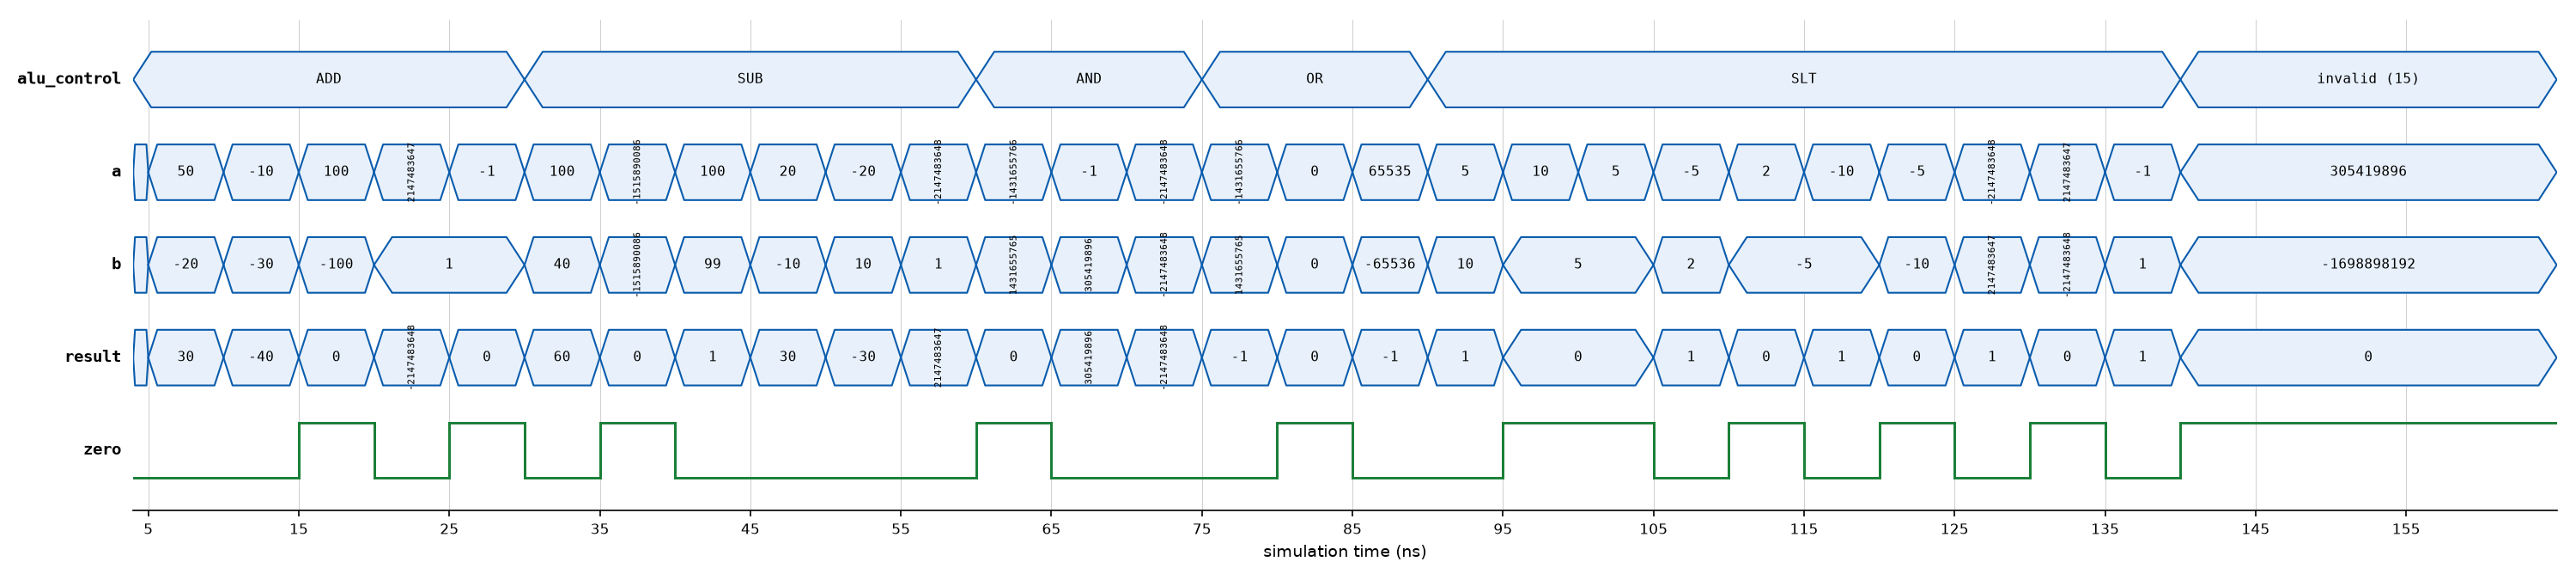 alu_control ADD SUB AND OR SLT invalid (15)
a 50 -10 100 2147483647 -1 100 -1515890086 100 20 -20 -2147483648 -1431655766 -1 -2147483648 -1431655766 0 65535 5 10 5 -5 2 -10 -5 -2147483648 2147483647 -1 305419896
b -20 -30 -100 1 40 -1515890086 99 -10 10 1 1431655765 305419896 -2147483648 1431655765 0 -65536 10 5 2 -5 -10 2147483647 -2147483648 1 -1698898192
result 30 -40 0 -2147483648 0 60 0 1 30 -30 2147483647 0 305419896 -2147483648 -1 0 -1 1 0 1 0 1 0 1 0 1 0
zero
5 15 25 35 45 55 65 75 85 95 105 115 125 135 145 155
simulation time (ns)